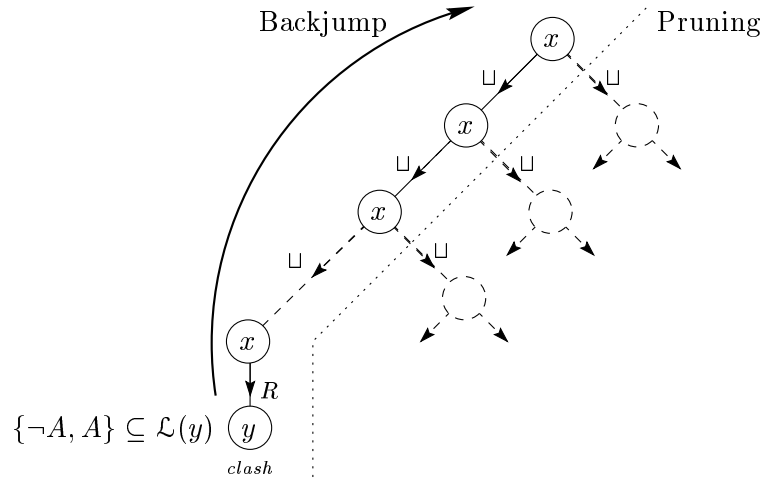 Backjump
Pruning
x
⊔ ⊔
x
⊔ ⊔
x
⊔ ⊔
x
R
{¬A, A} ⊆ ℒ(y) y
clash